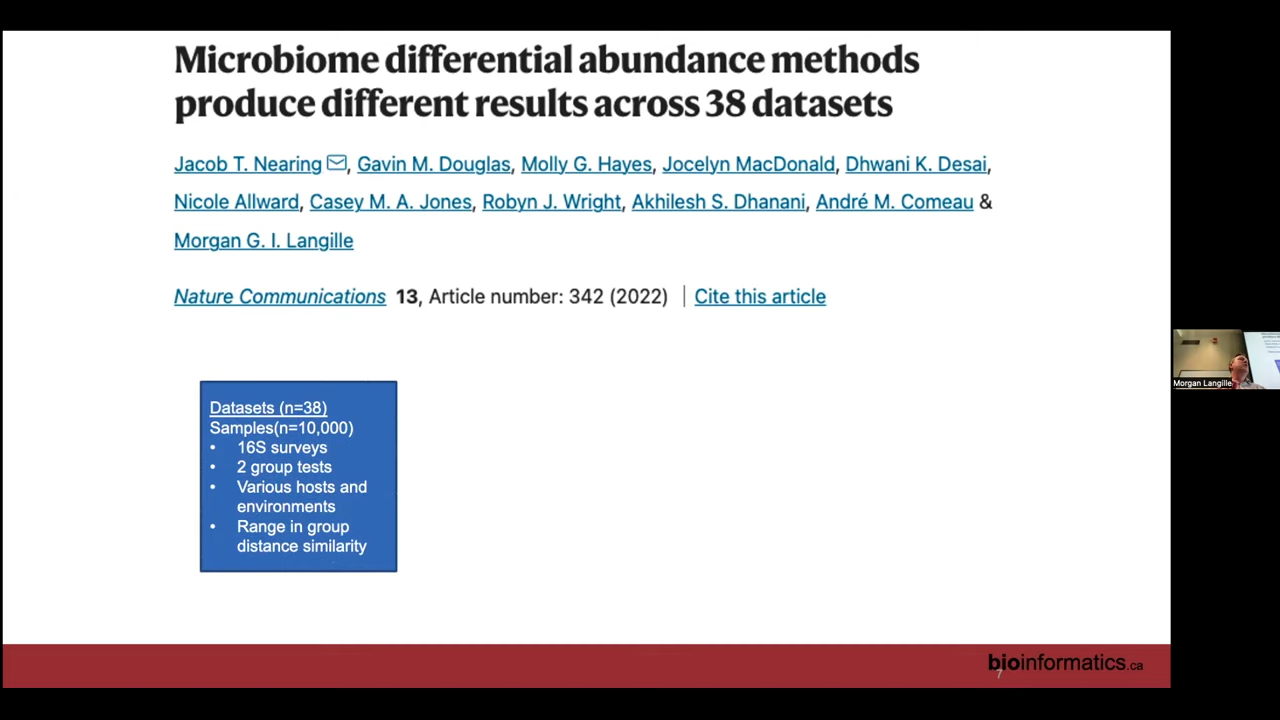 Microbiome differential abundance methods
produce different results across 38 datasets
Jacob T. Nearing, Gavin M. Douglas, Molly G. Hayes, Jocelyn MacDonald, Dhwani K. Desai,
Nicole Allward, Casey M. A. Jones, Robyn J. Wright, Akhilesh S. Dhanani, André M. Comeau &
Morgan G. I. Langille
Nature Communications 13, Article number: 342 (2022) | Cite this article
Datasets (n=38)
Samples(n=10,000)
• 16S surveys
• 2 group tests
• Various hosts and
environments
• Range in group
distance similarity
Morgan Langille
bioinformatics.ca
7